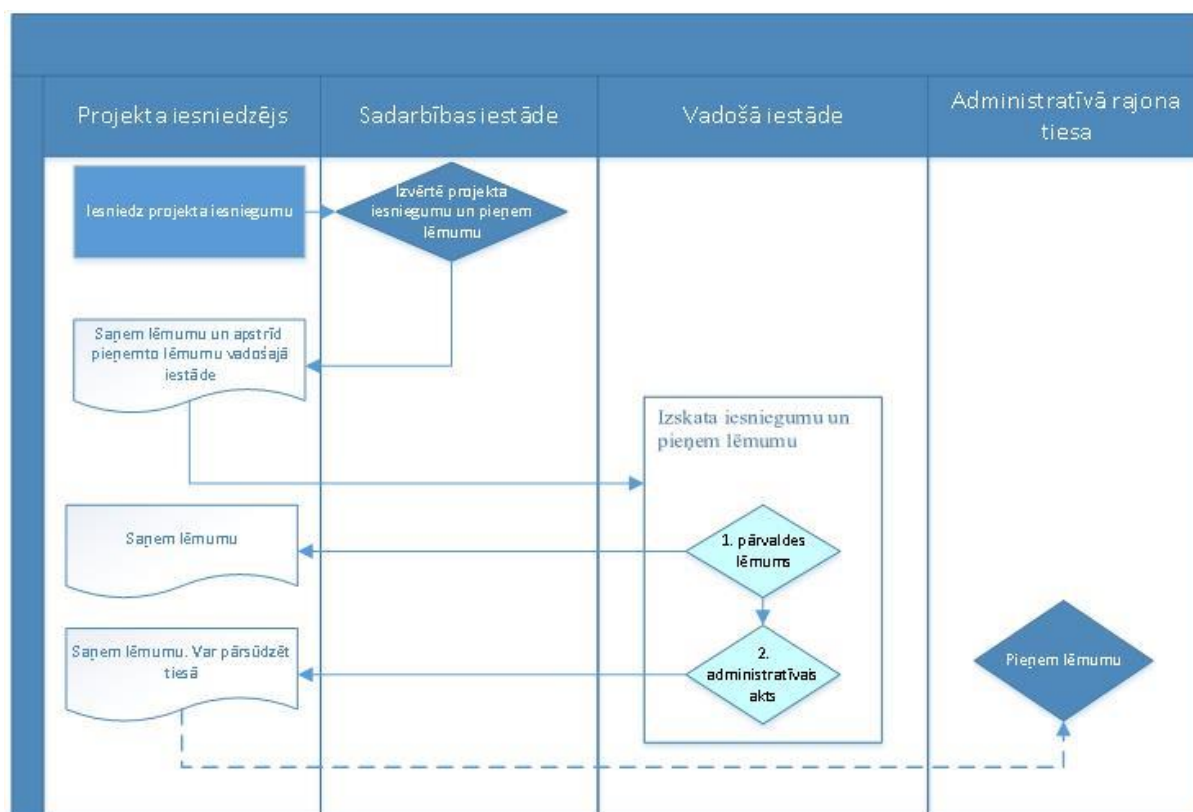 Projekta iesniedzējs
Sadarbības iestāde
Vadošā iestāde
Administratīvā rajona
tiesa
Iesniedz projekta iesniegumu
Izvērtē projekta
iesniegumu un pieņem
lēmumu
Saņem lēmumu un apstrīd
pieņemto lēmumu vadošajā
iestāde
Izskata iesniegumu un
pieņem lēmumu
Saņem lēmumu
1. pārvaldes
lēmums
Saņem lēmumu. Var pārsūdzēt
tiesā
2.
administratīvais
akts
Pieņem lēmumu